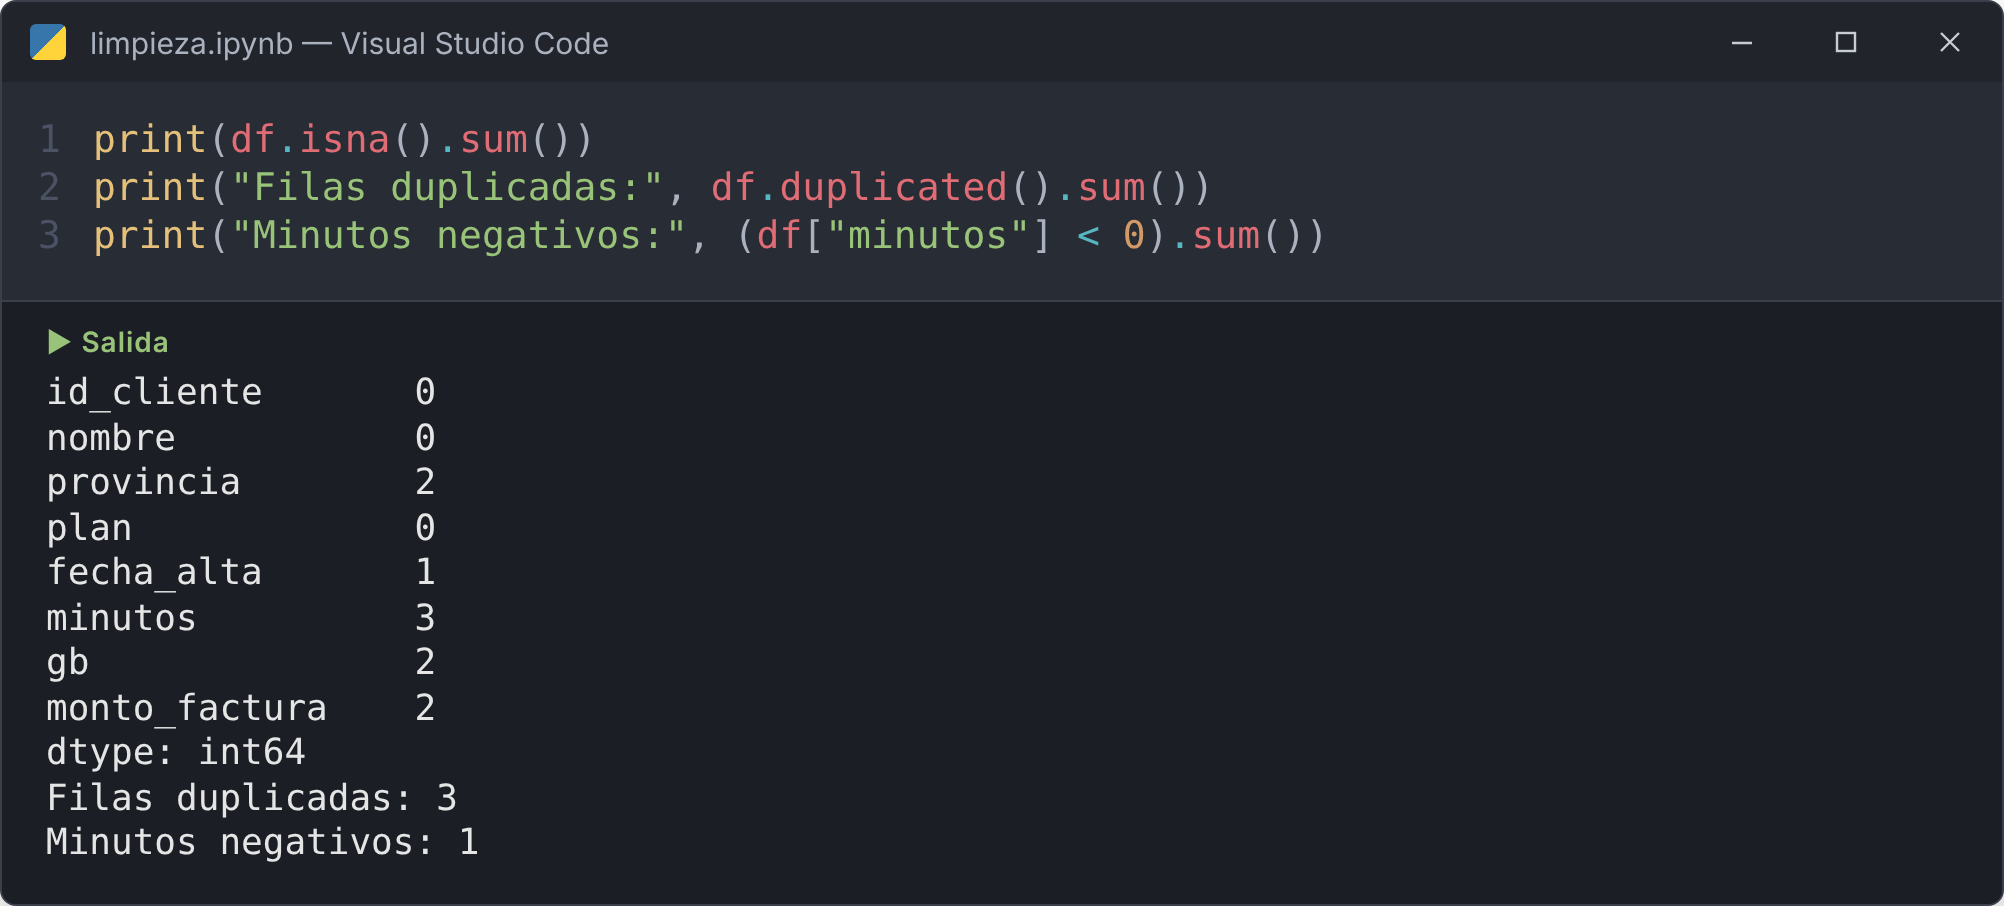 limpieza.ipynb — Visual Studio Code
1 print(df.isna().sum())
2 print("Filas duplicadas:", df.duplicated().sum())
3 print("Minutos negativos:", (df["minutos"] < 0).sum())
▶ Salida
id_cliente       0
nombre           0
provincia        2
plan             0
fecha_alta       1
minutos          3
gb               2
monto_factura    2
dtype: int64
Filas duplicadas: 3
Minutos negativos: 1